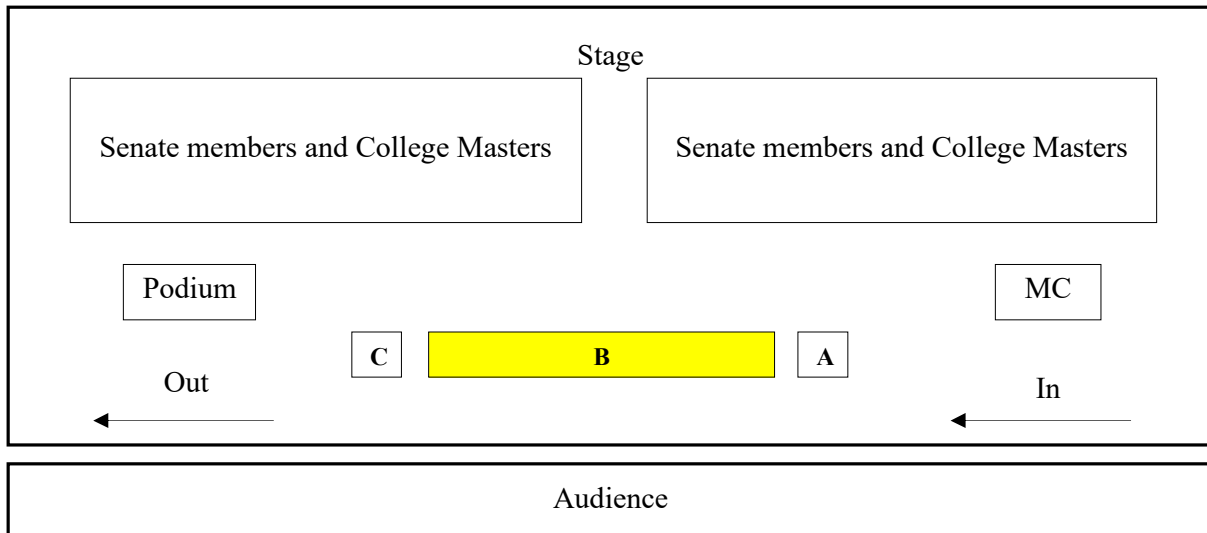 Stage
Senate members and College Masters
Senate members and College Masters
Podium
MC
C
B
A
Out
In
Audience